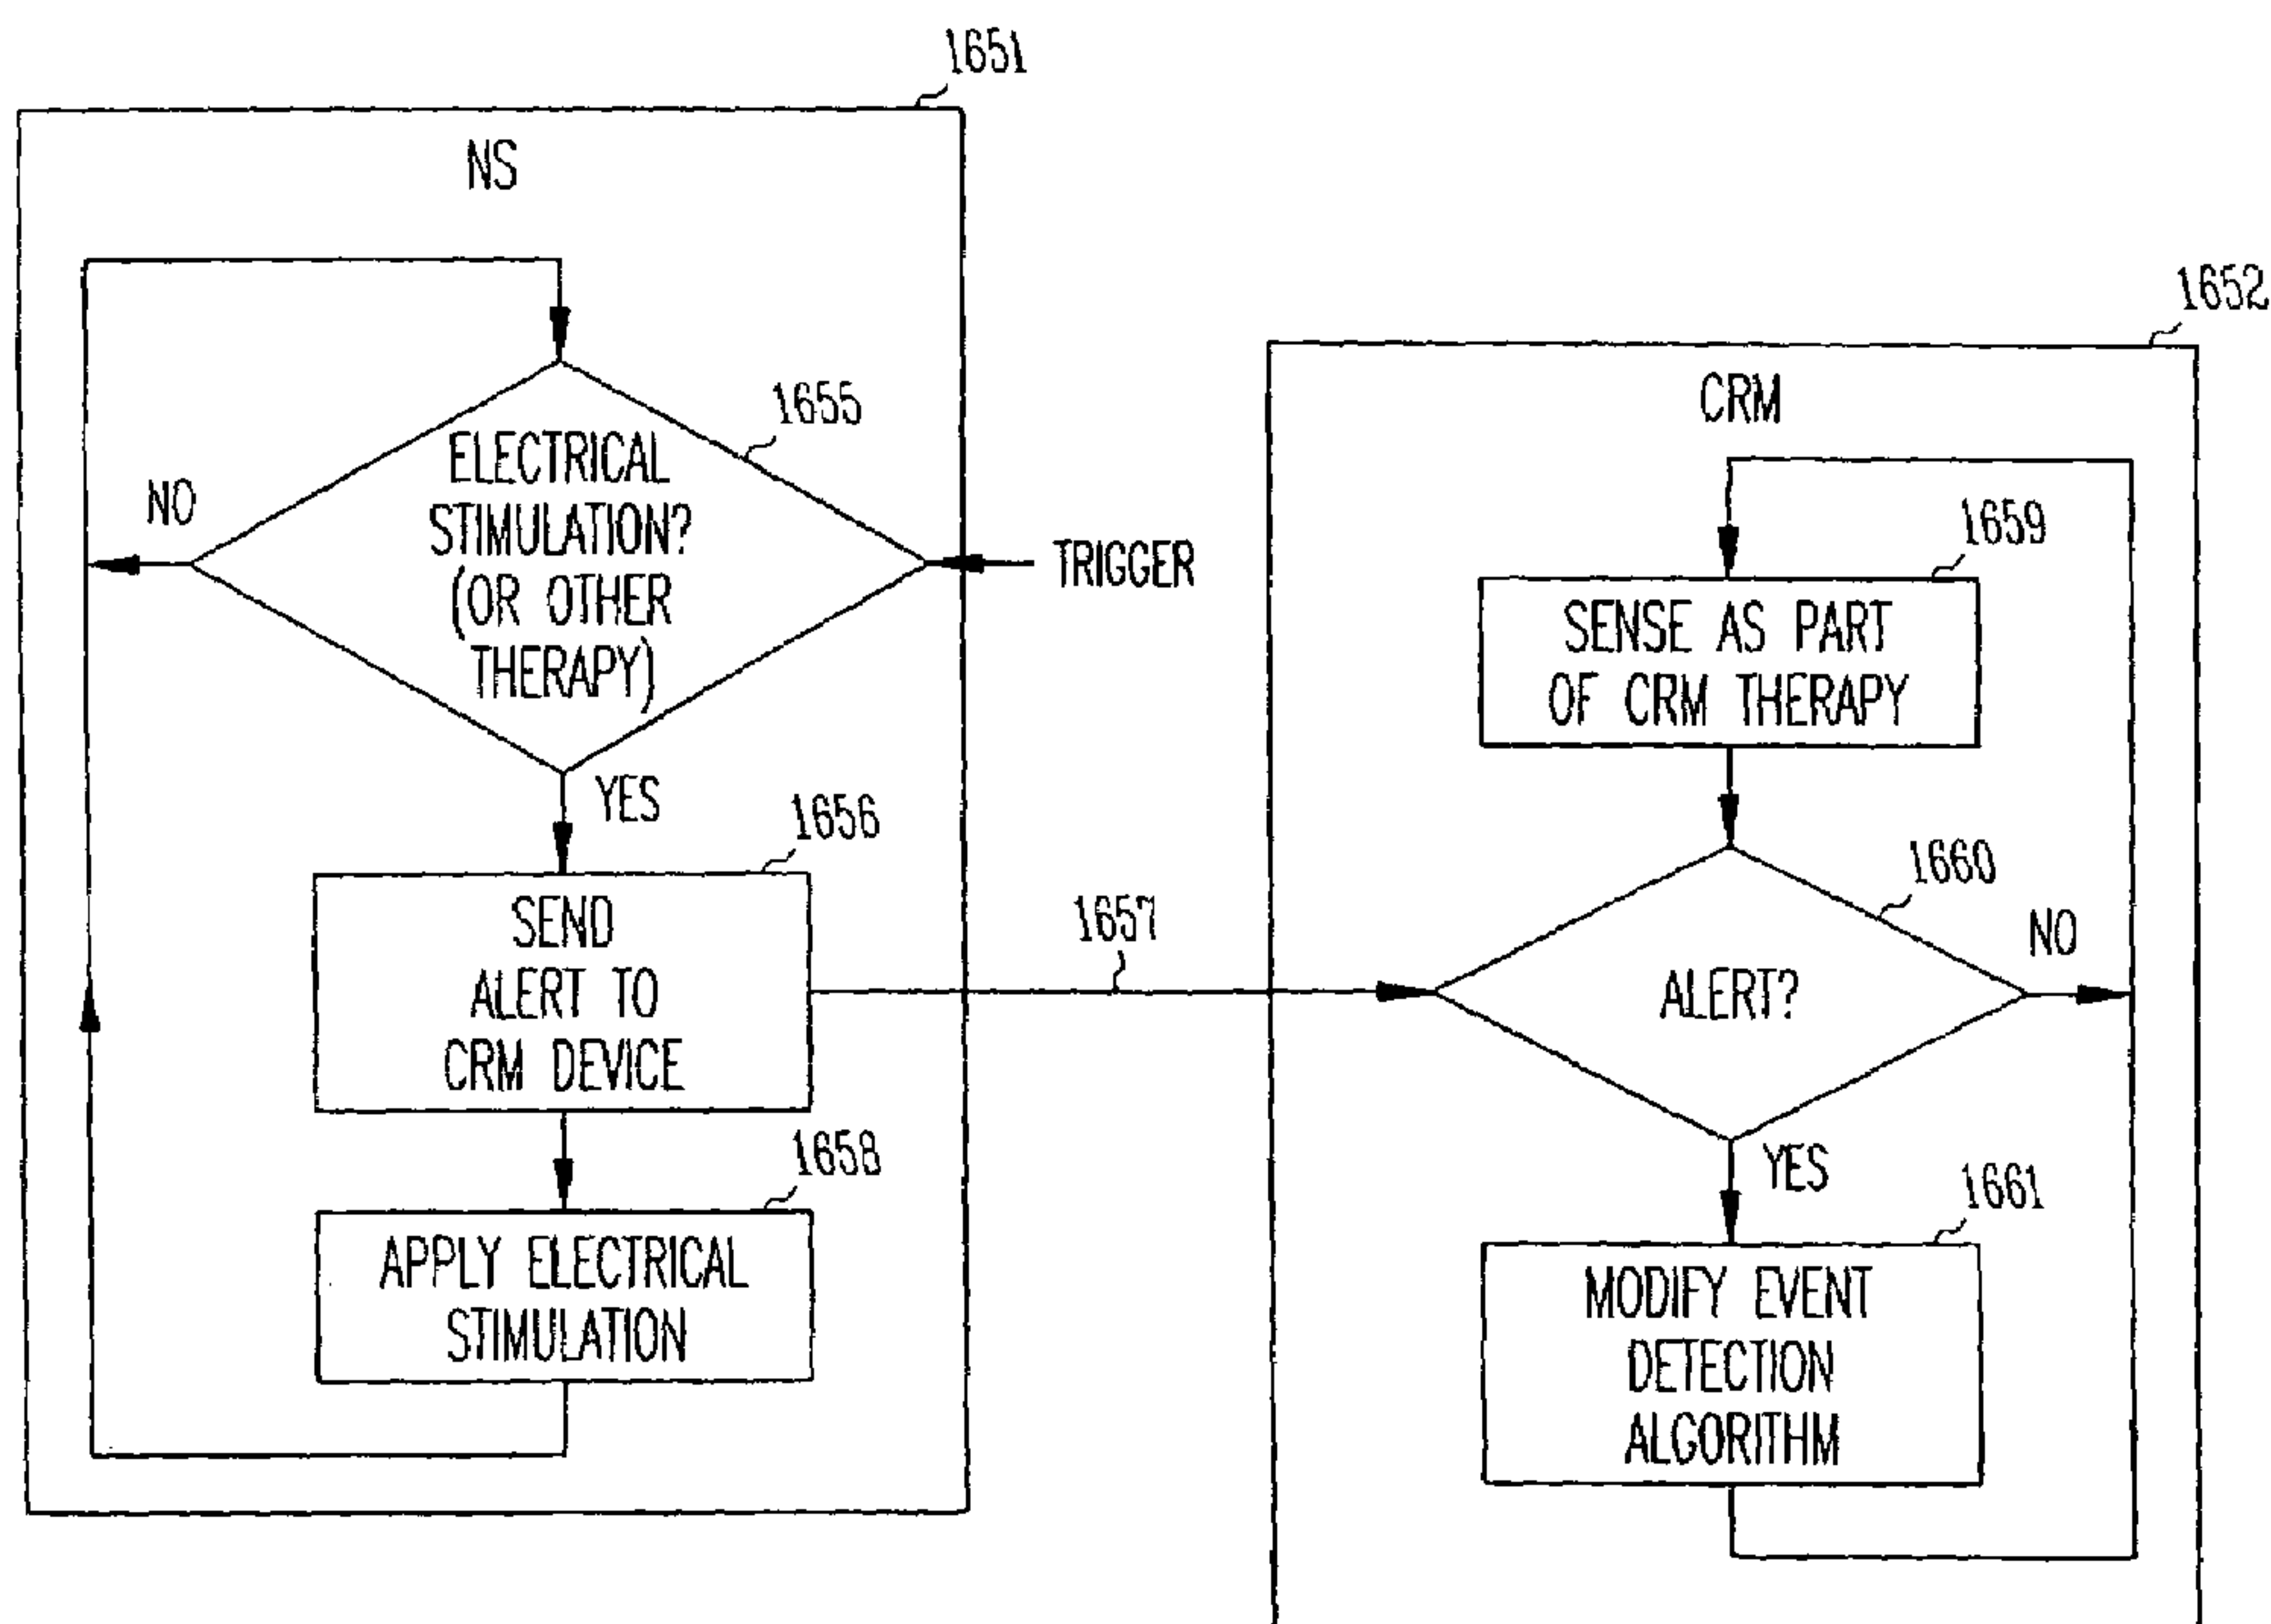 1651
NS
1655
ELECTRICAL
STIMULATION?
(OR OTHER
THERAPY)
NO
TRIGGER
YES
1656
SEND
ALERT TO
CRM DEVICE
1657
1658
APPLY ELECTRICAL
STIMULATION
1652
CRM
1659
SENSE AS PART
OF CRM THERAPY
1660
NO
ALERT?
YES
1661
MODIFY EVENT
DETECTION
ALGORITHM